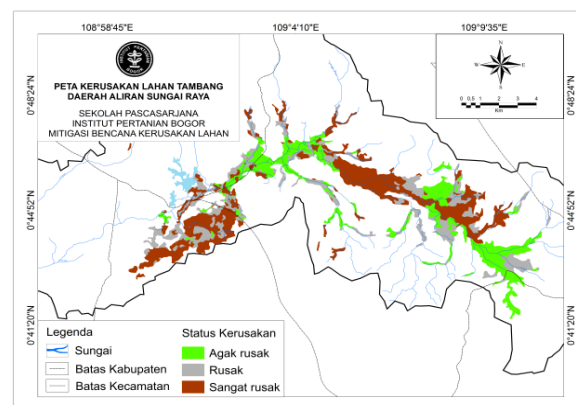 108°58'45"E
109°4'10"E
109°9'35"E
INSTITUT PERTANIAN
BOGOR
PETA KERUSAKAN LAHAN TAMBANG
DAERAH ALIRAN SUNGAI RAYA
SEKOLAH PASCASARJANA
INSTITUT PERTANIAN BOGOR
MITIGASI BENCANA KERUSAKAN LAHAN
N
W E
S
0 0,5 1 2 3 4
Km
0°48'24"N
0°48'24"N
0°44'52"N
0°44'52"N
0°41'20"N
0°41'20"N
Legenda
Sungai
Batas Kabupaten
Batas Kecamatan
Status Kerusakan
Agak rusak
Rusak
Sangat rusak